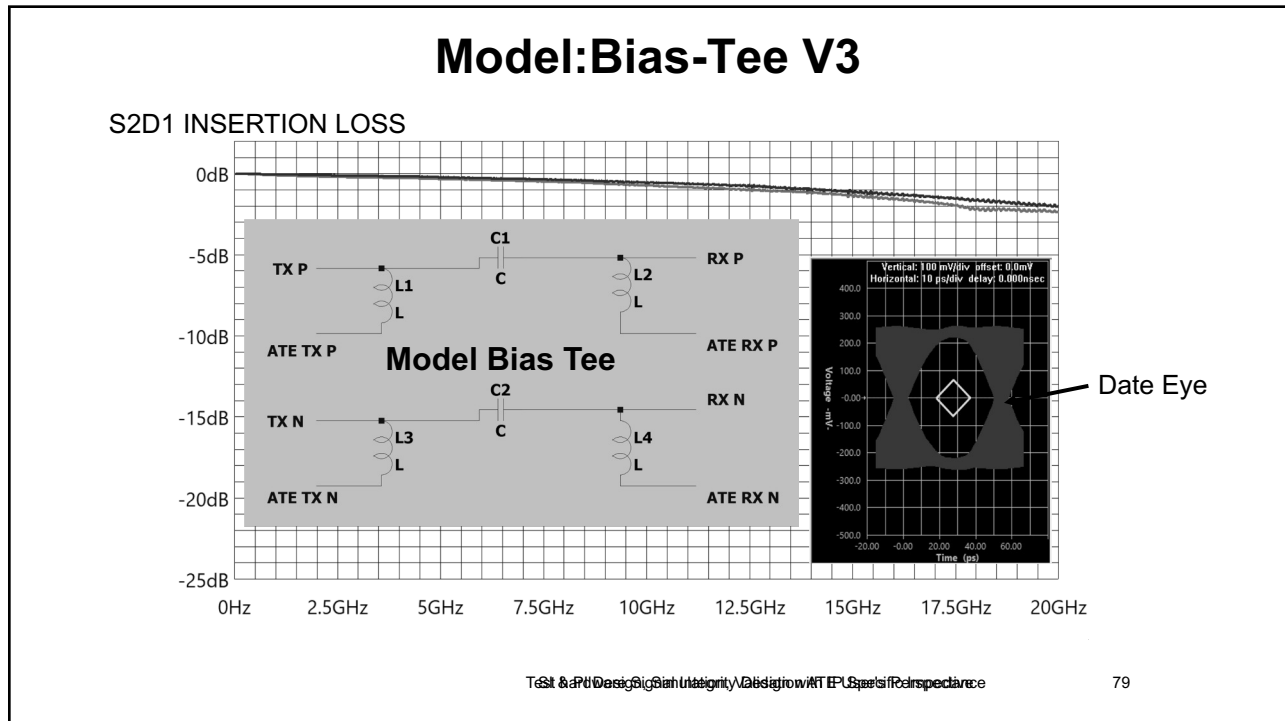 Model:Bias-Tee V3
S2D1 INSERTION LOSS
0dB
-5dB
-10dB
-15dB
-20dB
-25dB
0Hz 2.5GHz 5GHz 7.5GHz 10GHz 12.5GHz 15GHz 17.5GHz 20GHz
TX P
C1
C
RX P
L1
L
L2
L
ATE TX P
ATE RX P
Model Bias Tee
TX N
C2
C
RX N
L3
L
L4
L
ATE TX N
ATE RX N
Vertical: 100 mV/div offset: 0.0mV
Horizontal: 10 ps/div delay: 0.000nsec
400.0
300.0
200.0
100.0
-0.00
-100.0
-200.0
-300.0
-400.0
-500.0
Voltage -mV-
-20.00 -0.00 20.00 40.00 60.00
Time (ps)
Date Eye
79